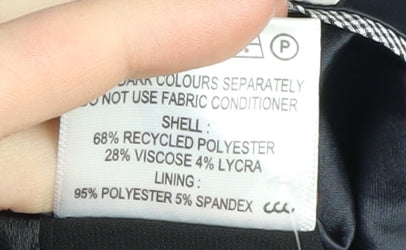 Ⓟ
DARK COLOURS SEPARATELY
DO NOT USE FABRIC CONDITIONER
SHELL :
68% RECYCLED POLYESTER
28% VISCOSE 4% LYCRA
LINING :
95% POLYESTER 5% SPANDEX